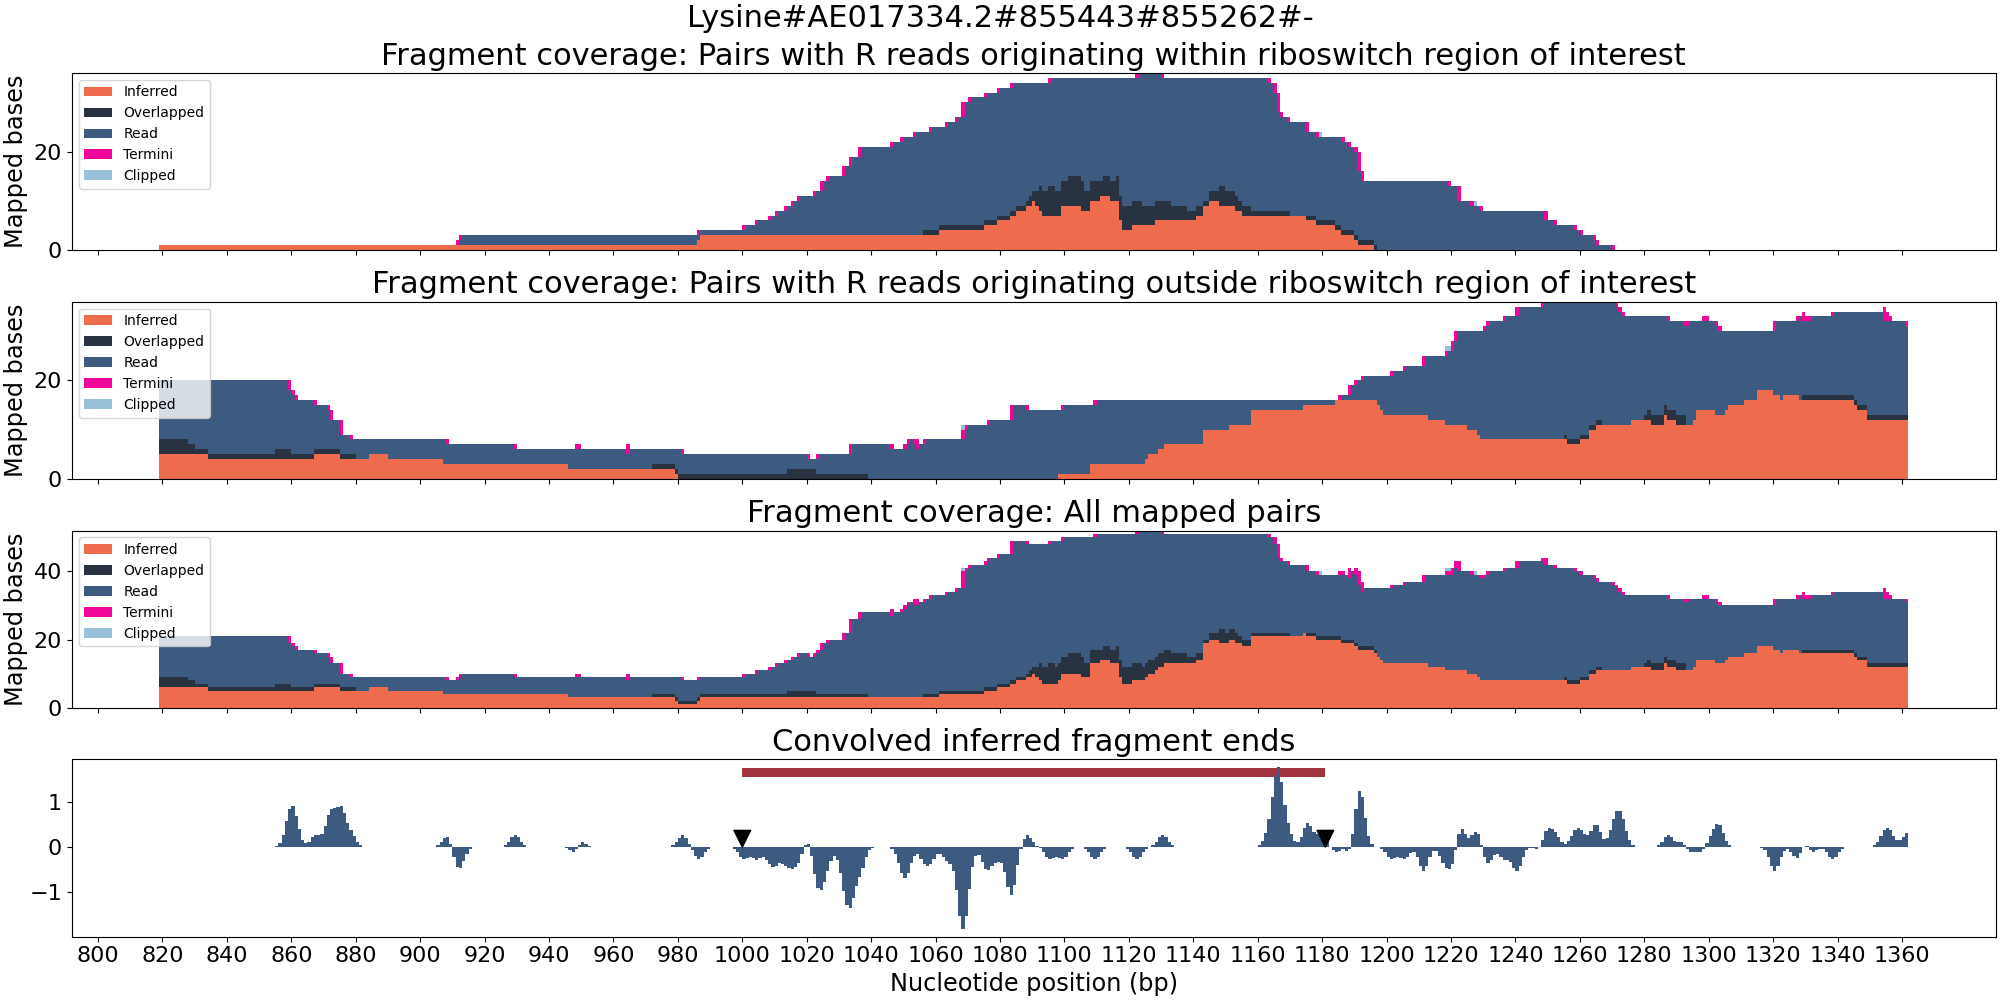 Lysine#AE017334.2#855443#855262#-
Fragment coverage: Pairs with R reads originating within riboswitch region of interest
Mapped bases
20
0
Inferred
Overlapped
Read
Termini
Clipped
Fragment coverage: Pairs with R reads originating outside riboswitch region of interest
Mapped bases
20
0
Inferred
Overlapped
Read
Termini
Clipped
Fragment coverage: All mapped pairs
Mapped bases
40
20
0
Inferred
Overlapped
Read
Termini
Clipped
Convolved inferred fragment ends
1
0
−1
800 820 840 860 880 900 920 940 960 980 1000 1020 1040 1060 1080 1100 1120 1140 1160 1180 1200 1220 1240 1260 1280 1300 1320 1340 1360
Nucleotide position (bp)